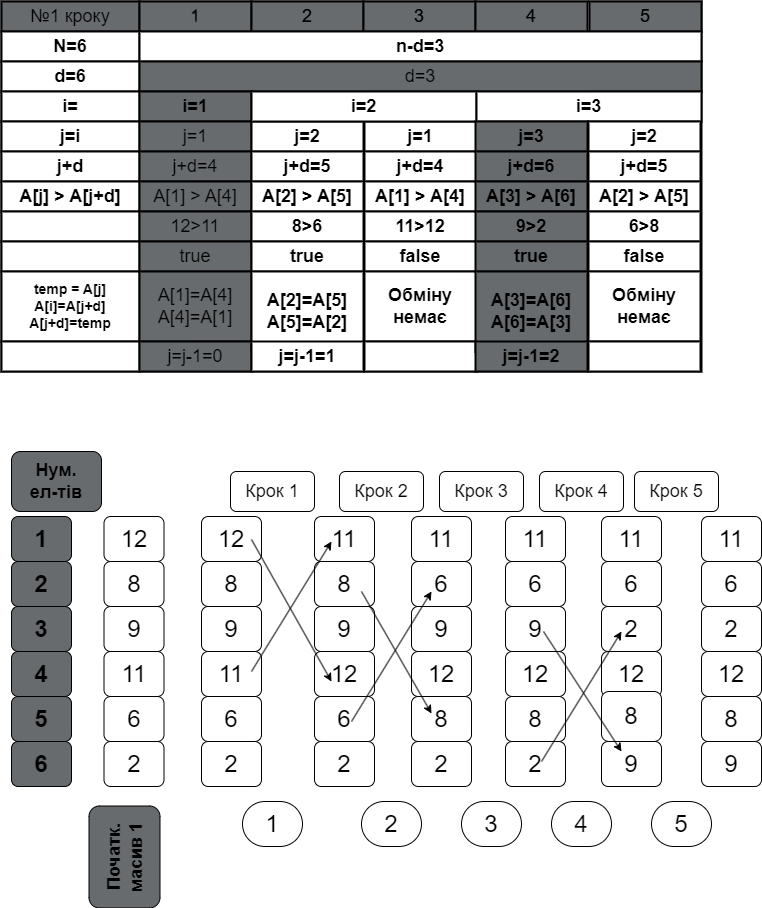 №1 кроку 1 2 3 4 5
N=6 n-d=3
d=6 d=3
i= i=1 i=2 i=3
j=i j=1 j=2 j=1 j=3 j=2
j+d j+d=4 j+d=5 j+d=4 j+d=6 j+d=5
A[j] > A[j+d] A[1] > A[4] A[2] > A[5] A[1] > A[4] A[3] > A[6] A[2] > A[5]
12>11 8>6 11>12 9>2 6>8
true true false true false
temp = A[j]
A[i]=A[j+d]
A[j+d]=temp
A[1]=A[4]
A[4]=A[1]
A[2]=A[5]
A[5]=A[2]
Обміну
немає
A[3]=A[6]
A[6]=A[3]
Обміну
немає
j=j-1=0 j=j-1=1 j=j-1=2
Нум.
ел-тів
Крок 1 Крок 2 Крок 3 Крок 4 Крок 5
1 12 12 11 11 11 11 11
2 8 8 8 6 6 6 6
3 9 9 9 9 9 2 2
4 11 11 12 12 12 12 12
5 6 6 6 8 8 8 8
6 2 2 2 2 2 9 9
1 2 3 4 5
Початк.
масив 1